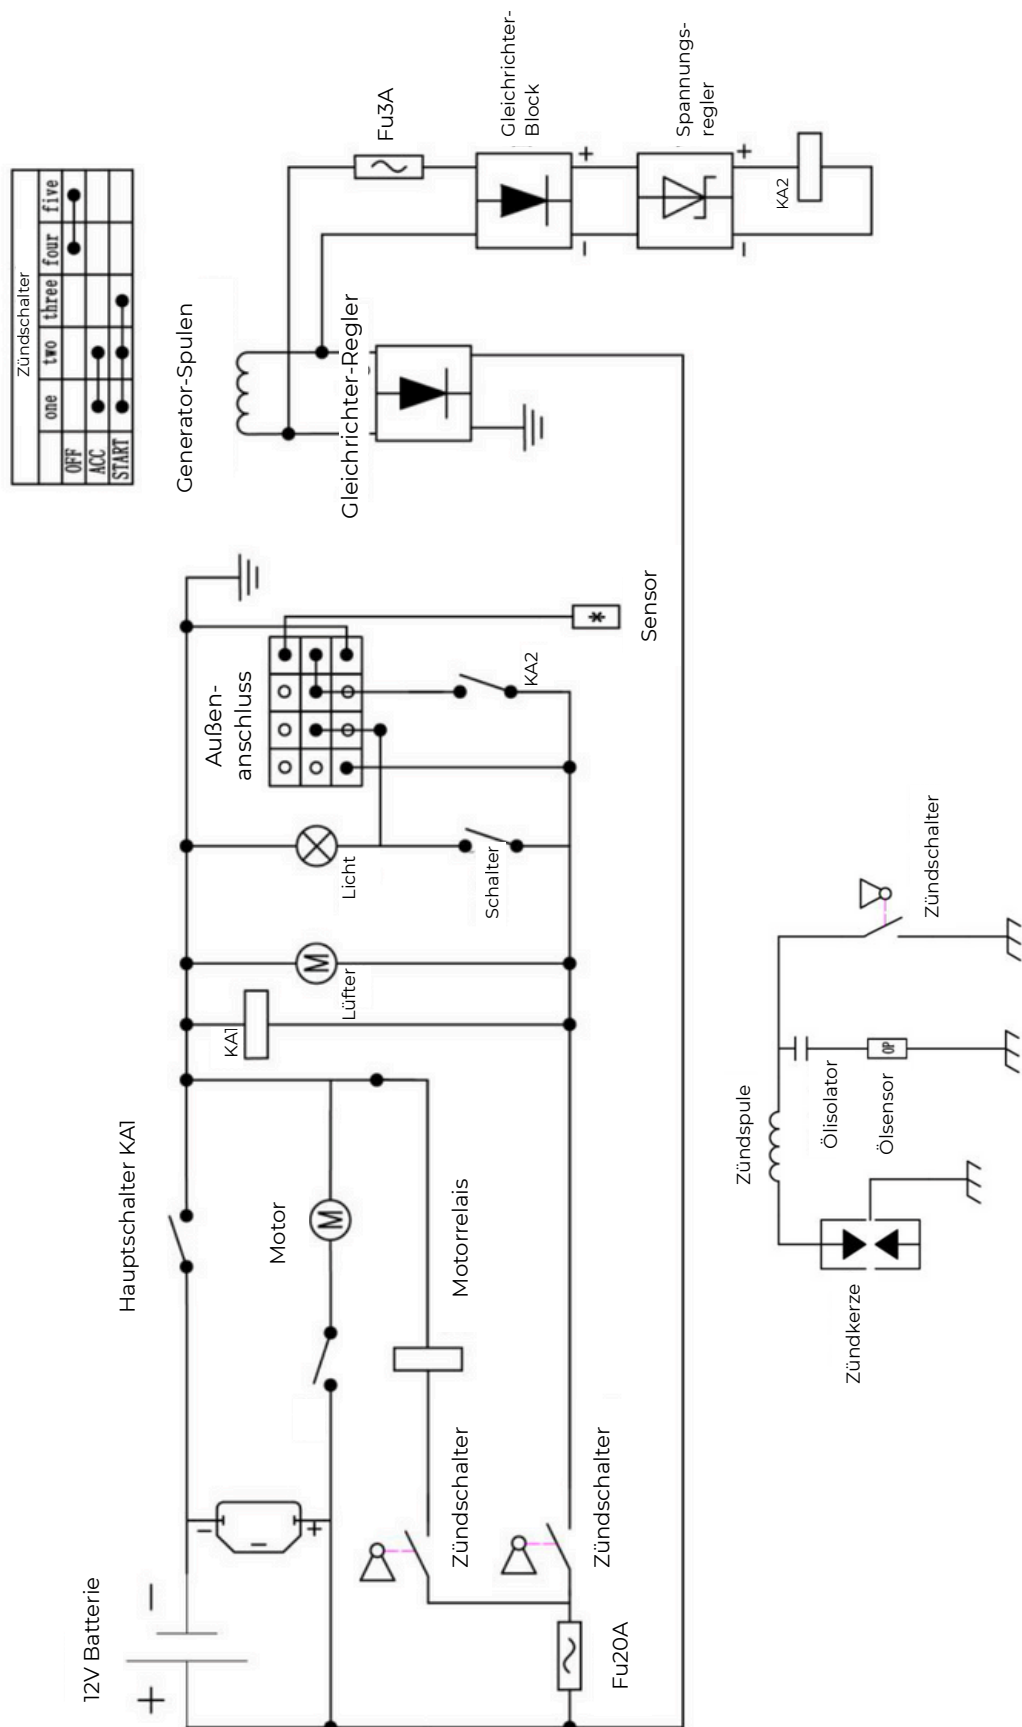 Zündschalter
one two three four five
OFF
ACC
START
Generator-Spulen
Gleichrichter-Regler
Fu3A
Gleichrichter-
Block
Spannungs-
regler
+
−
+
−
KA2
Außen-
anschluss
Sensor
*
KA2
Licht
Schalter
M
Lüfter
KA1
Hauptschalter KA1
Motor
M
Motorrelais
12V Batterie
−
+
−
+
Zündschalter
Zündschalter
Fu20A
Zündschalter
Zündspule
Ölisolator
OP
Ölsensor
Zündkerze